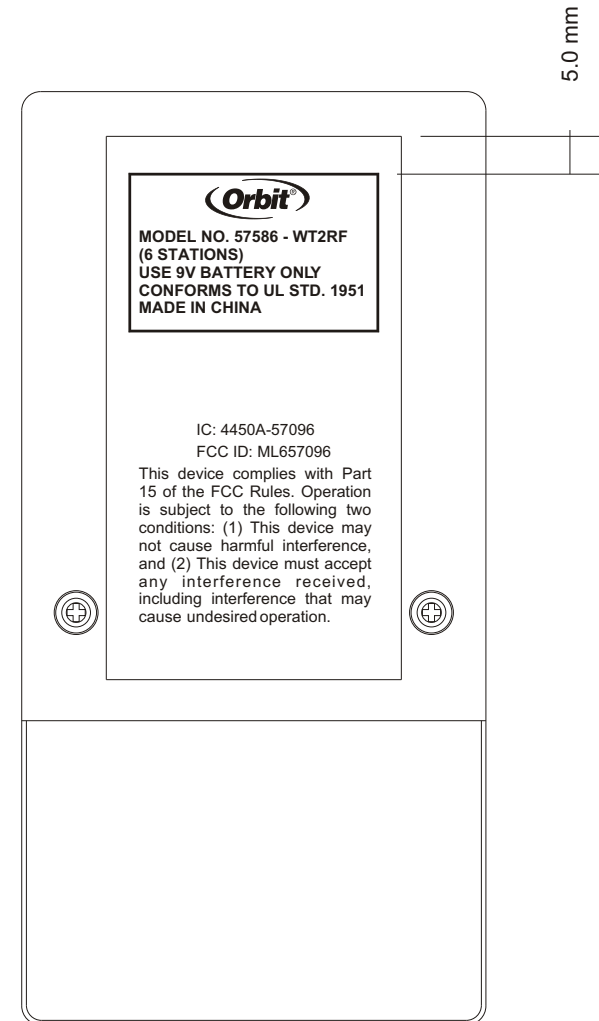 5.0 mm
Orbit®
MODEL NO. 57586 - WT2RF
(6 STATIONS)
USE 9V BATTERY ONLY
CONFORMS TO UL STD. 1951
MADE IN CHINA
IC: 4450A-57096
FCC ID: ML657096
This device complies with Part
15 of the FCC Rules. Operation
is subject to the following two
conditions: (1) This device may
not cause harmful interference,
and (2) This device must accept
any interference received,
including interference that may
cause undesired operation.